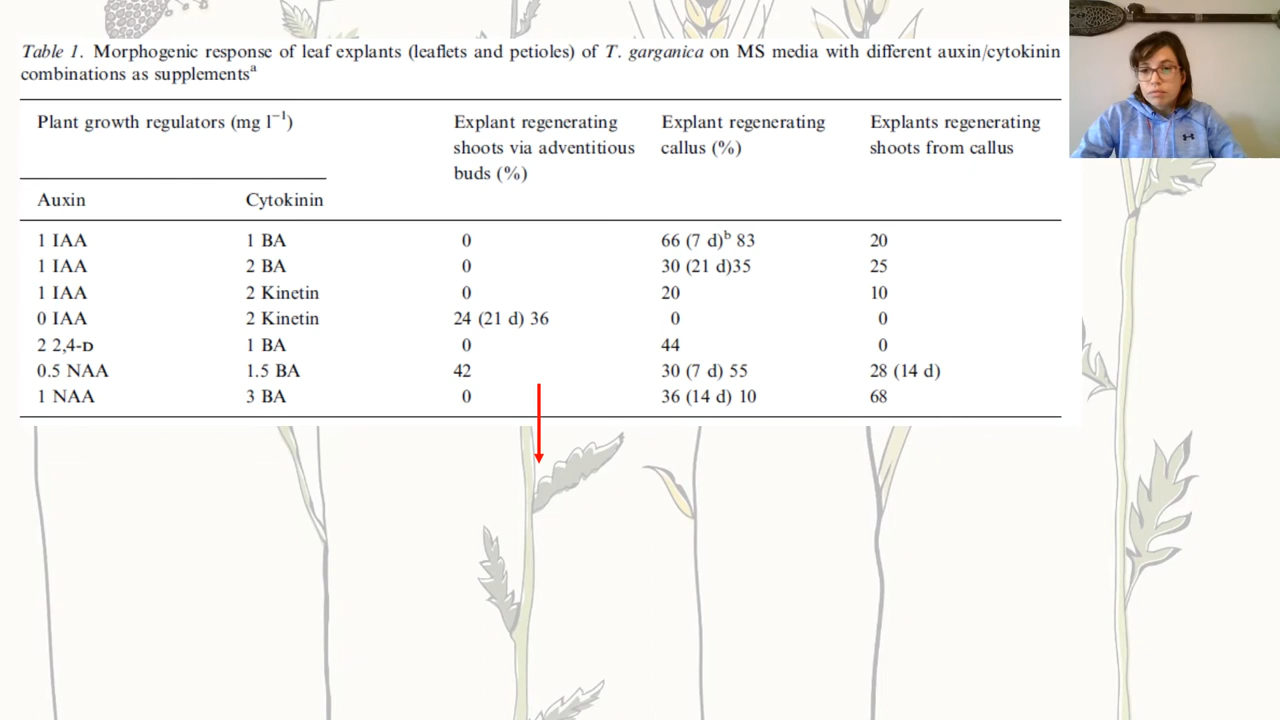 Table 1. Morphogenic response of leaf explants (leaflets and petioles) of T. garganica on MS media with different auxin/cytokinin
combinations as supplementsᵃ
Plant growth regulators (mg l⁻¹)
Explant regenerating
shoots via adventitious
buds (%)
Explant regenerating
callus (%)
Explants regenerating
shoots from callus
Auxin Cytokinin
1 IAA 1 BA 0 66 (7 d)ᵇ 83 20
1 IAA 2 BA 0 30 (21 d)35 25
1 IAA 2 Kinetin 0 20 10
0 IAA 2 Kinetin 24 (21 d) 36 0 0
2 2,4-D 1 BA 0 44 0
0.5 NAA 1.5 BA 42 30 (7 d) 55 28 (14 d)
1 NAA 3 BA 0 36 (14 d) 10 68